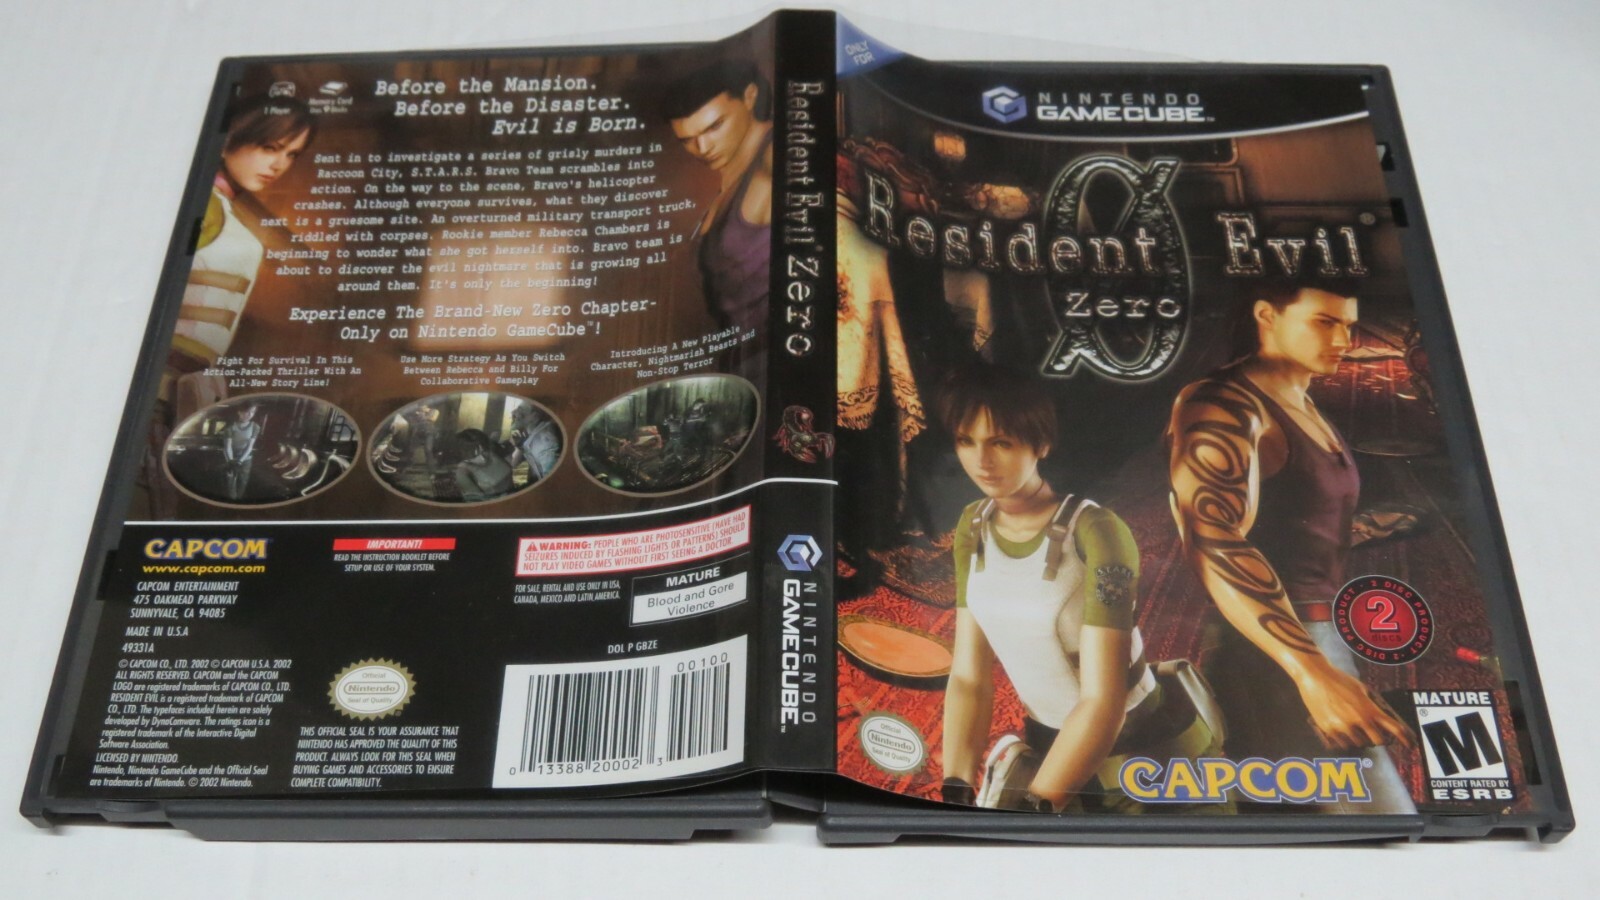 1 Player
Memory Card
Before the Mansion.
Before the Disaster.
Evil is Born.
Sent in to investigate a series of grisly murders in
Raccoon City, S.T.A.R.S. Bravo Team scrambles into
action. On the way to the scene, Bravo's helicopter
crashes. Although everyone survives, what they discover
next is a gruesome site. An overturned military transport truck,
riddled with corpses. Rookie member Rebecca Chambers is
beginning to wonder what she got herself into. Bravo team is
about to discover the evil nightmare that is growing all
around them. It's only the beginning!
Experience The Brand-New Zero Chapter-
Only on Nintendo GameCube™!
Fight For Survival In This
Action-Packed Thriller With An
All-New Story Line!
Use More Strategy As You Switch
Between Rebecca and Billy For
Collaborative Gameplay
Introducing A New Playable
Character, Nightmarish Beasts and
Non-Stop Terror
CAPCOM
www.capcom.com
CAPCOM ENTERTAINMENT
475 OAKMEAD PARKWAY
SUNNYVALE, CA 94085
MADE IN U.S.A
49331A
© CAPCOM CO., LTD. 2002 © CAPCOM U.S.A. 2002
ALL RIGHTS RESERVED. CAPCOM and the CAPCOM
LOGO are registered trademarks of CAPCOM CO., LTD.
RESIDENT EVIL is a registered trademark of CAPCOM
CO., LTD. The typefaces included herein are solely
developed by DynaComware. The ratings icon is a
registered trademark of the Interactive Digital
Software Association.
LICENSED BY NINTENDO.
Nintendo, Nintendo GameCube and the Official Seal
are trademarks of Nintendo. © 2002 Nintendo.
IMPORTANT!
READ THE INSTRUCTION BOOKLET BEFORE
SETUP OR USE OF YOUR SYSTEM.
Official
Nintendo
Seal of Quality
THIS OFFICIAL SEAL IS YOUR ASSURANCE THAT
NINTENDO HAS APPROVED THE QUALITY OF THIS
PRODUCT. ALWAYS LOOK FOR THIS SEAL WHEN
BUYING GAMES AND ACCESSORIES TO ENSURE
COMPLETE COMPATIBILITY.
WARNING: PEOPLE WHO ARE PHOTOSENSITIVE (HAVE HAD
SEIZURES INDUCED BY FLASHING LIGHTS OR PATTERNS) SHOULD
NOT PLAY VIDEO GAMES WITHOUT FIRST SEEING A DOCTOR.
FOR SALE, RENTAL AND USE ONLY IN USA,
CANADA, MEXICO AND LATIN AMERICA.
MATURE
Blood and Gore
Violence
DOL P GBZE
00100
0 13388 20002 3
Resident Evil® Zero
NINTENDO
GAMECUBE™
ONLY
FOR
NINTENDO
GAMECUBE™
Resident Evil®
0
Zero
S.T.A.R.S.
2 DISC PRODUCT · 2 DISC PRODUCT
2
discs
Official
Nintendo
Seal of Quality
CAPCOM®
MATURE
M
®
CONTENT RATED BY
ESRB